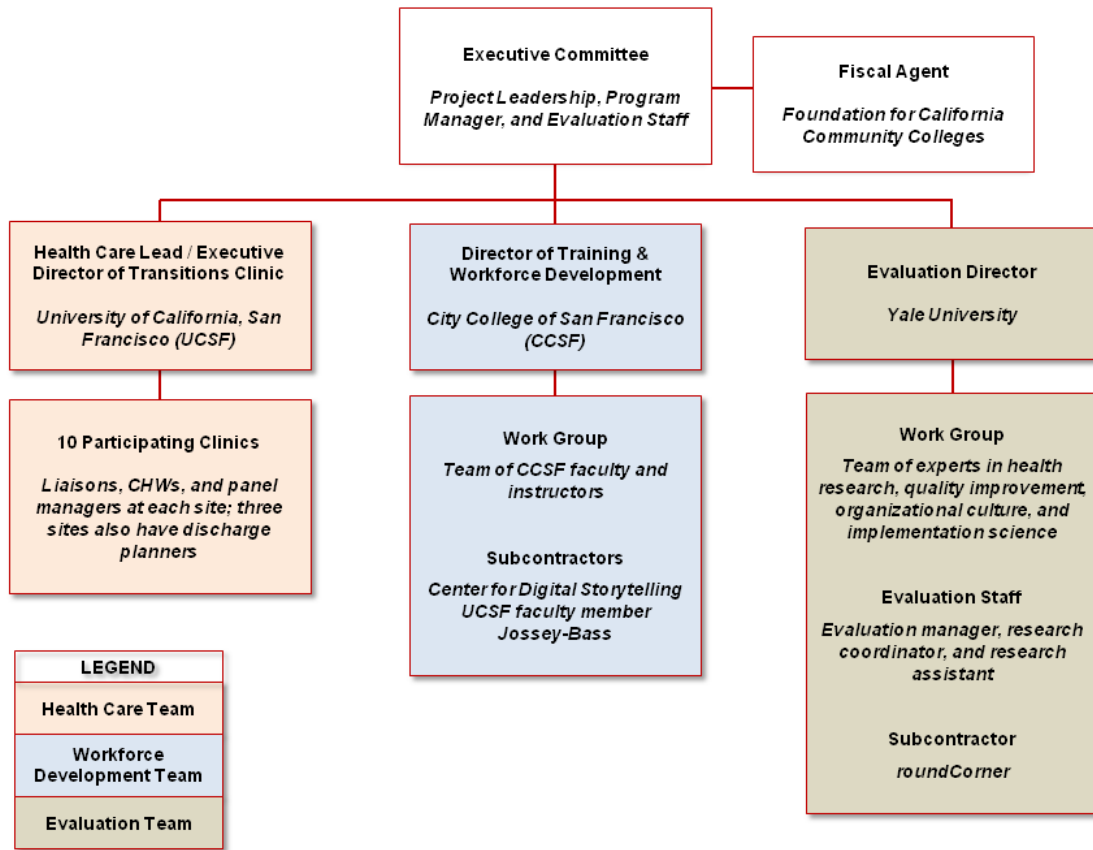 Executive Committee
Project Leadership, Program
Manager, and Evaluation Staff
Fiscal Agent
Foundation for California
Community Colleges
Health Care Lead / Executive
Director of Transitions Clinic
University of California, San
Francisco (UCSF)
Director of Training &
Workforce Development
City College of San Francisco
(CCSF)
Evaluation Director
Yale University
10 Participating Clinics
Liaisons, CHWs, and panel
managers at each site; three
sites also have discharge
planners
Work Group
Team of CCSF faculty and
instructors
Subcontractors
Center for Digital Storytelling
UCSF faculty member
Jossey-Bass
Work Group
Team of experts in health
research, quality improvement,
organizational culture, and
implementation science
Evaluation Staff
Evaluation manager, research
coordinator, and research
assistant
Subcontractor
roundCorner
LEGEND
Health Care Team
Workforce
Development Team
Evaluation Team